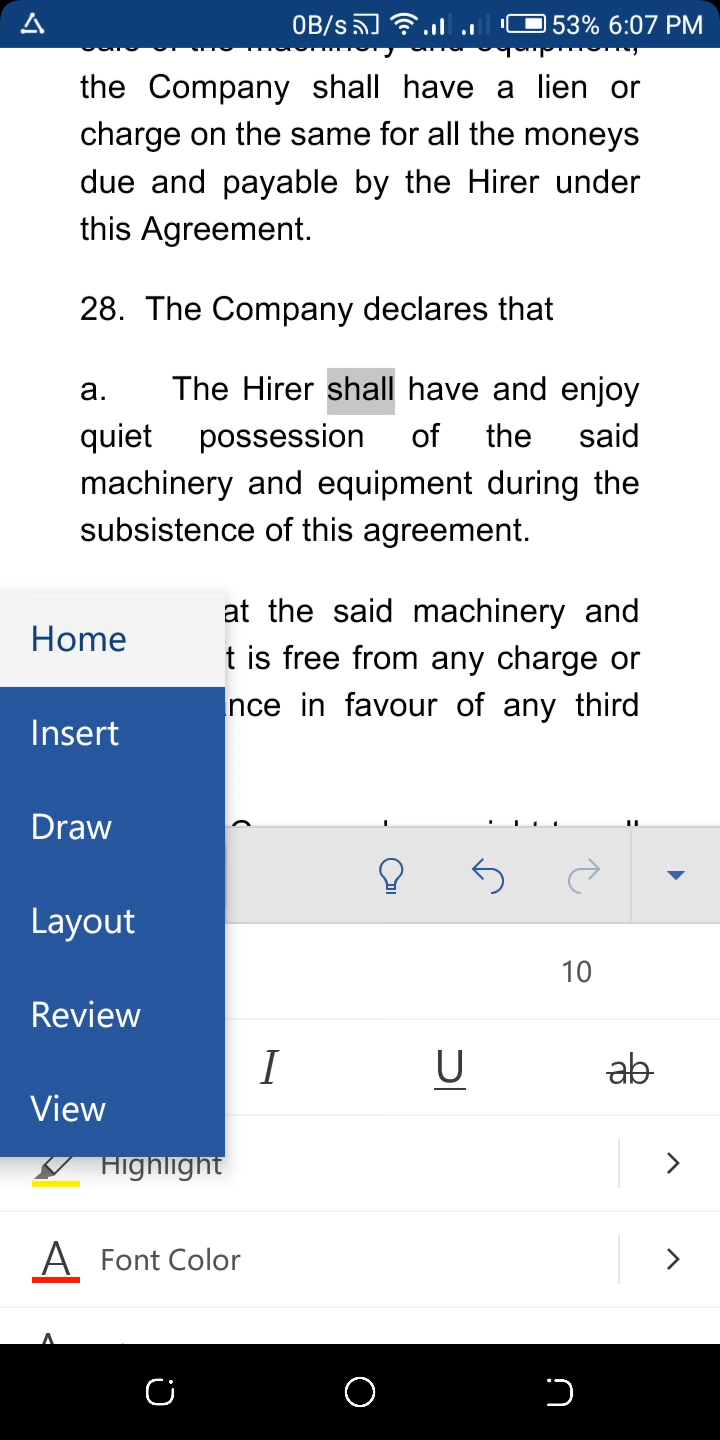 0B/s 53% 6:07 PM
the Company shall have a lien or
charge on the same for all the moneys
due and payable by the Hirer under
this Agreement.
28. The Company declares that
a. The Hirer shall have and enjoy
quiet possession of the said
machinery and equipment during the
subsistence of this agreement.
at the said machinery and
t is free from any charge or
nce in favour of any third
Home
Insert
Draw
Layout
Review
View
10
I U ab
Highlight
A Font Color